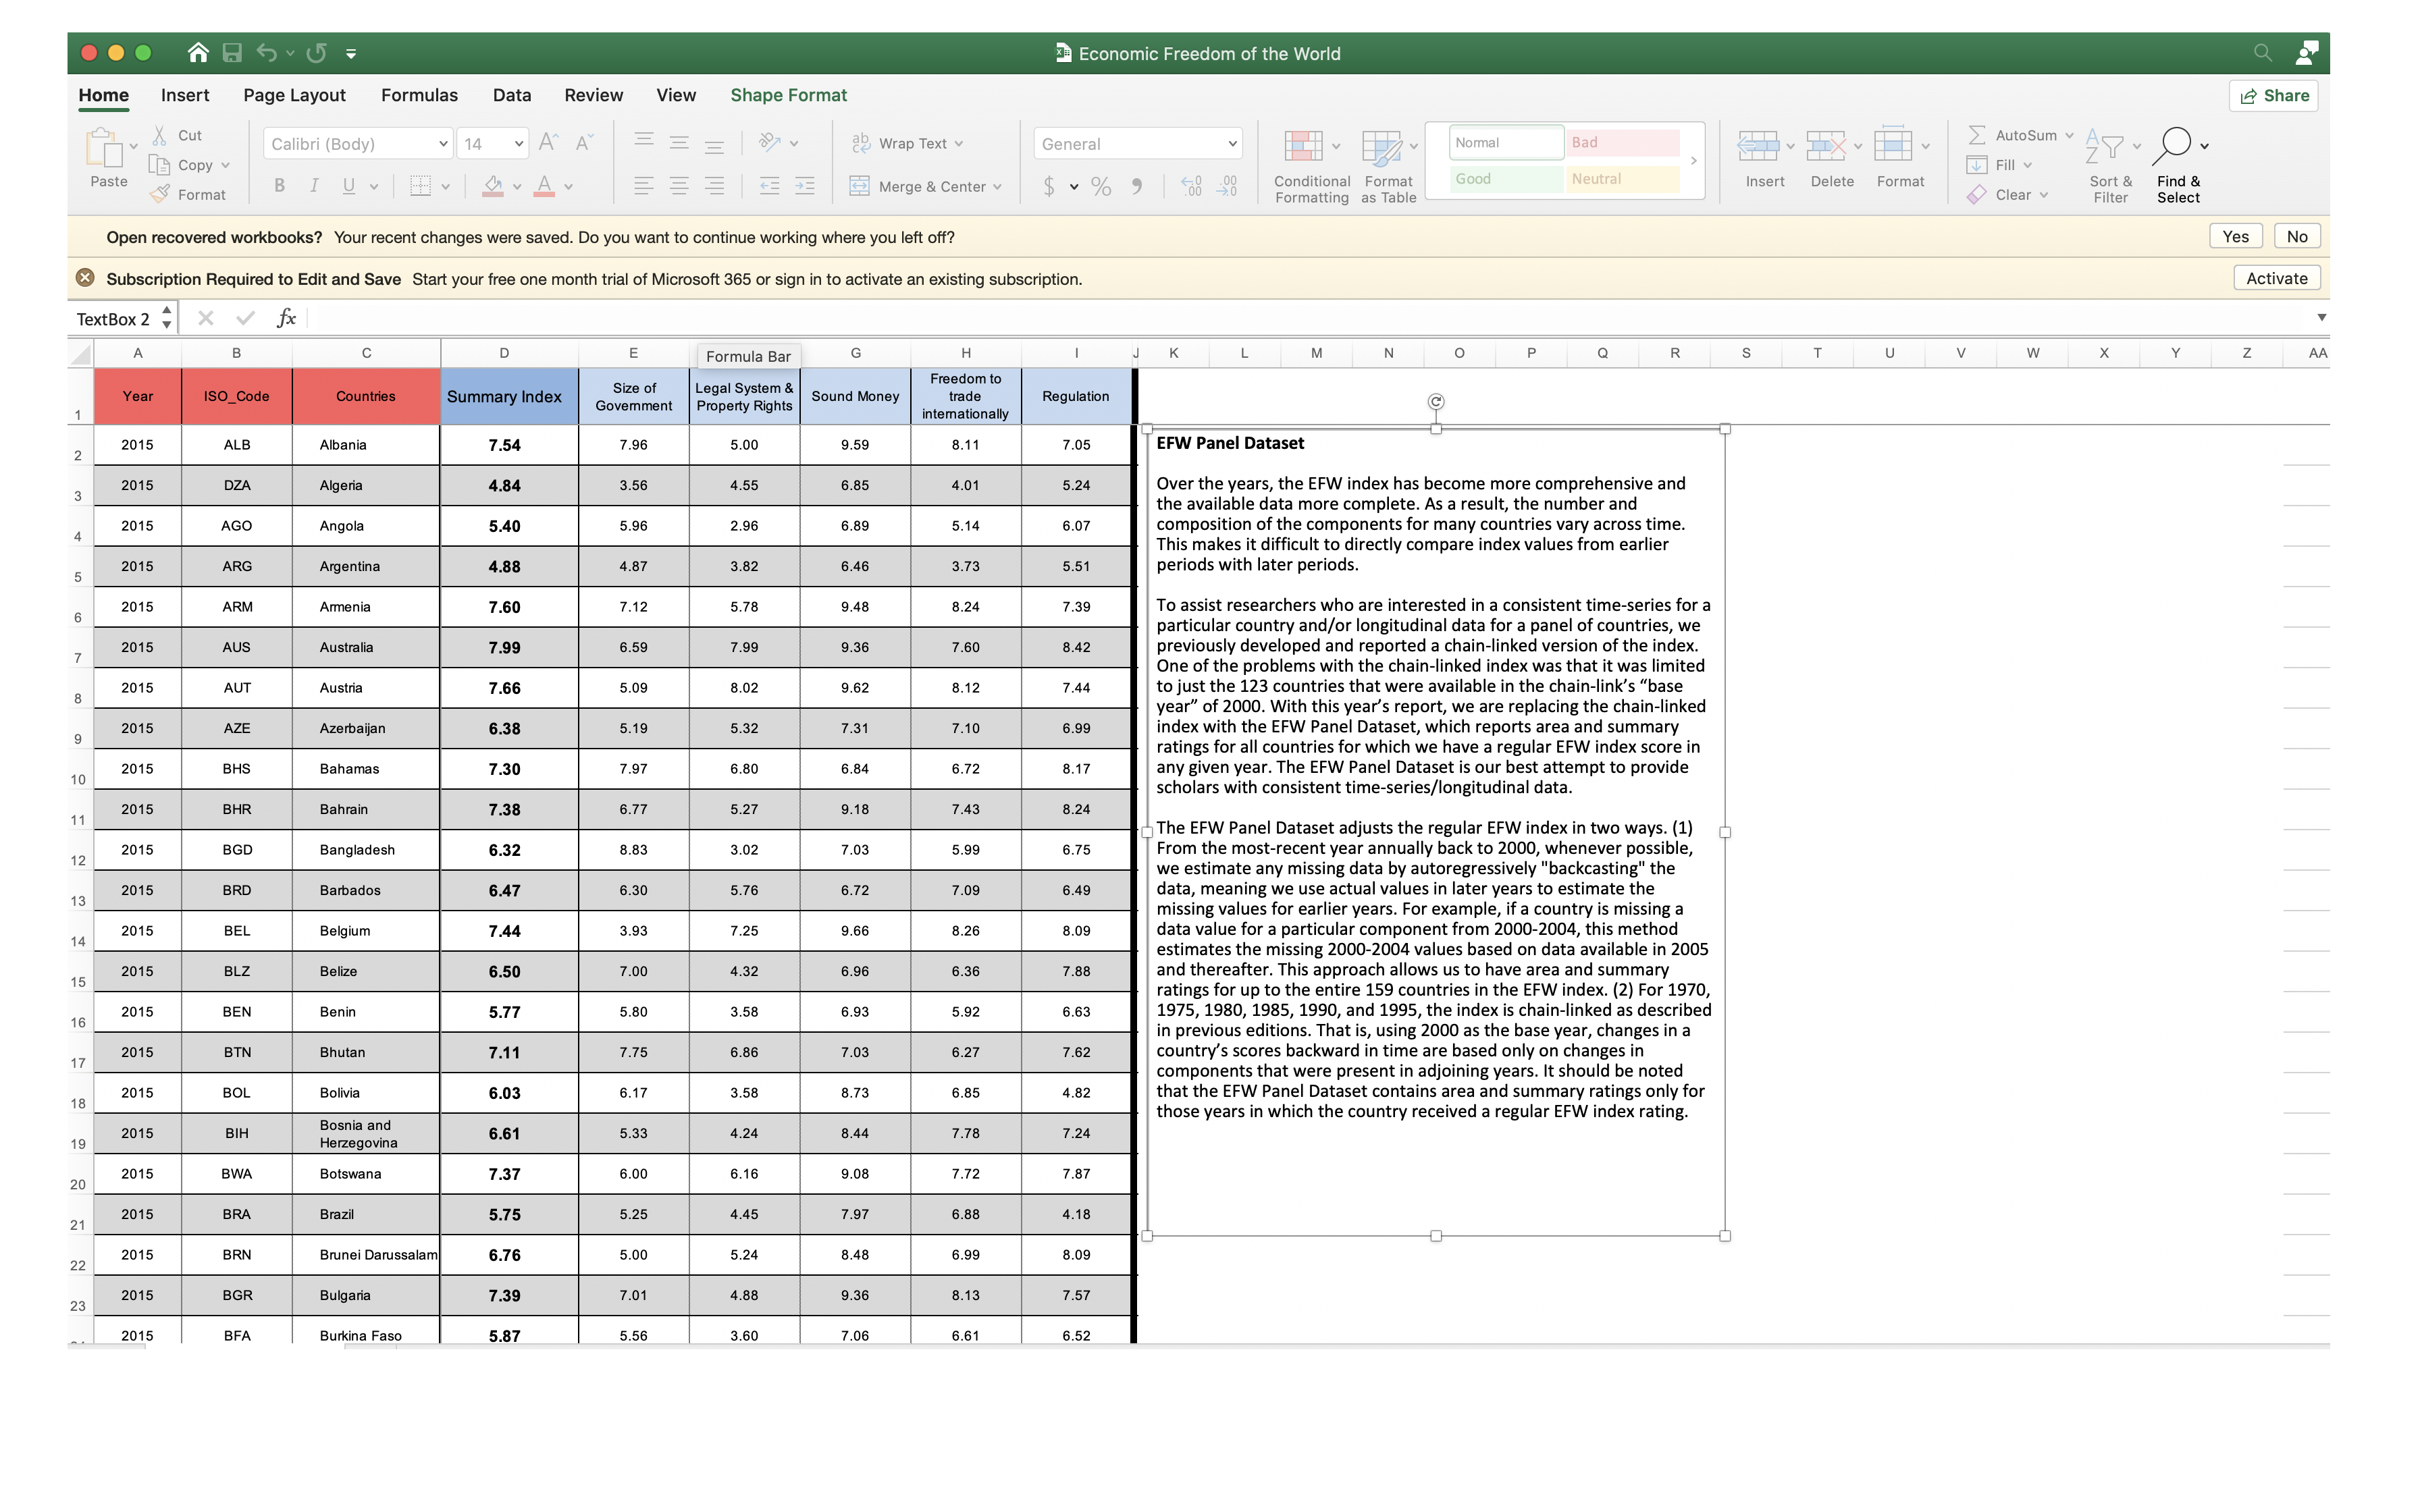 Economic Freedom of the World
Home Insert Page Layout Formulas Data Review View Shape Format Share
Paste Cut Copy Format
Calibri (Body) 14 A A
B I U A
Wrap Text
Merge & Center
General
$ % 9 .00 .00
Conditional Formatting Format as Table
Normal Bad
Good Neutral
Insert Delete Format
AutoSum
Fill
Clear
Sort & Filter Find & Select
Open recovered workbooks? Your recent changes were saved. Do you want to continue working where you left off? Yes No
Subscription Required to Edit and Save Start your free one month trial of Microsoft 365 or sign in to activate an existing subscription. Activate
TextBox 2 fx
A B C D E Formula Bar G H I J K L M N O P Q R S T U V W X Y Z AA
1 Year ISO_Code Countries Summary Index Size of Government Legal System & Property Rights Sound Money Freedom to trade internationally Regulation
2 2015 ALB Albania 7.54 7.96 5.00 9.59 8.11 7.05
3 2015 DZA Algeria 4.84 3.56 4.55 6.85 4.01 5.24
4 2015 AGO Angola 5.40 5.96 2.96 6.89 5.14 6.07
5 2015 ARG Argentina 4.88 4.87 3.82 6.46 3.73 5.51
6 2015 ARM Armenia 7.60 7.12 5.78 9.48 8.24 7.39
7 2015 AUS Australia 7.99 6.59 7.99 9.36 7.60 8.42
8 2015 AUT Austria 7.66 5.09 8.02 9.62 8.12 7.44
9 2015 AZE Azerbaijan 6.38 5.19 5.32 7.31 7.10 6.99
10 2015 BHS Bahamas 7.30 7.97 6.80 6.84 6.72 8.17
11 2015 BHR Bahrain 7.38 6.77 5.27 9.18 7.43 8.24
12 2015 BGD Bangladesh 6.32 8.83 3.02 7.03 5.99 6.75
13 2015 BRD Barbados 6.47 6.30 5.76 6.72 7.09 6.49
14 2015 BEL Belgium 7.44 3.93 7.25 9.66 8.26 8.09
15 2015 BLZ Belize 6.50 7.00 4.32 6.96 6.36 7.88
16 2015 BEN Benin 5.77 5.80 3.58 6.93 5.92 6.63
17 2015 BTN Bhutan 7.11 7.75 6.86 7.03 6.27 7.62
18 2015 BOL Bolivia 6.03 6.17 3.58 8.73 6.85 4.82
19 2015 BIH Bosnia and Herzegovina 6.61 5.33 4.24 8.44 7.78 7.24
20 2015 BWA Botswana 7.37 6.00 6.16 9.08 7.72 7.87
21 2015 BRA Brazil 5.75 5.25 4.45 7.97 6.88 4.18
22 2015 BRN Brunei Darussalam 6.76 5.00 5.24 8.48 6.99 8.09
23 2015 BGR Bulgaria 7.39 7.01 4.88 9.36 8.13 7.57
2015 BFA Burkina Faso 5.87 5.56 3.60 7.06 6.61 6.52
EFW Panel Dataset
Over the years, the EFW index has become more comprehensive and
the available data more complete. As a result, the number and
composition of the components for many countries vary across time.
This makes it difficult to directly compare index values from earlier
periods with later periods.
To assist researchers who are interested in a consistent time-series for a
particular country and/or longitudinal data for a panel of countries, we
previously developed and reported a chain-linked version of the index.
One of the problems with the chain-linked index was that it was limited
to just the 123 countries that were available in the chain-link's “base
year” of 2000. With this year's report, we are replacing the chain-linked
index with the EFW Panel Dataset, which reports area and summary
ratings for all countries for which we have a regular EFW index score in
any given year. The EFW Panel Dataset is our best attempt to provide
scholars with consistent time-series/longitudinal data.
The EFW Panel Dataset adjusts the regular EFW index in two ways. (1)
From the most-recent year annually back to 2000, whenever possible,
we estimate any missing data by autoregressively "backcasting" the
data, meaning we use actual values in later years to estimate the
missing values for earlier years. For example, if a country is missing a
data value for a particular component from 2000-2004, this method
estimates the missing 2000-2004 values based on data available in 2005
and thereafter. This approach allows us to have area and summary
ratings for up to the entire 159 countries in the EFW index. (2) For 1970,
1975, 1980, 1985, 1990, and 1995, the index is chain-linked as described
in previous editions. That is, using 2000 as the base year, changes in a
country's scores backward in time are based only on changes in
components that were present in adjoining years. It should be noted
that the EFW Panel Dataset contains area and summary ratings only for
those years in which the country received a regular EFW index rating.